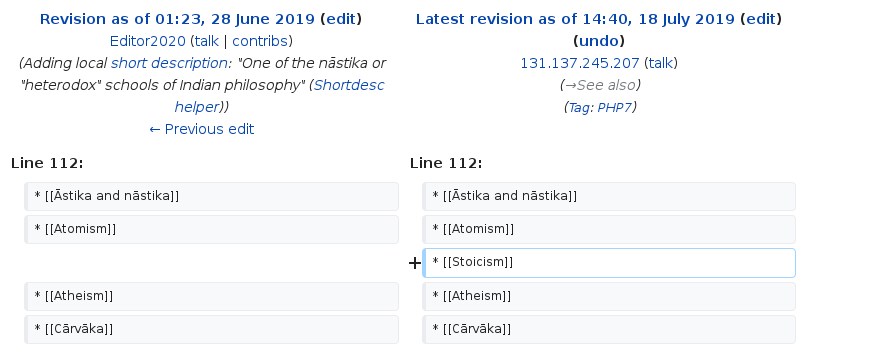 Revision as of 01:23, 28 June 2019 (edit)
Editor2020 (talk | contribs)
(Adding local short description: "One of the nāstika or
"heterodox" schools of Indian philosophy" (Shortdesc
helper))
← Previous edit
Latest revision as of 14:40, 18 July 2019 (edit)
(undo)
131.137.245.207 (talk)
(→See also)
(Tag: PHP7)
Line 112:
* [[Āstika and nāstika]]
* [[Atomism]]
* [[Atheism]]
* [[Cārvāka]]
Line 112:
* [[Āstika and nāstika]]
* [[Atomism]]
+ * [[Stoicism]]
* [[Atheism]]
* [[Cārvāka]]